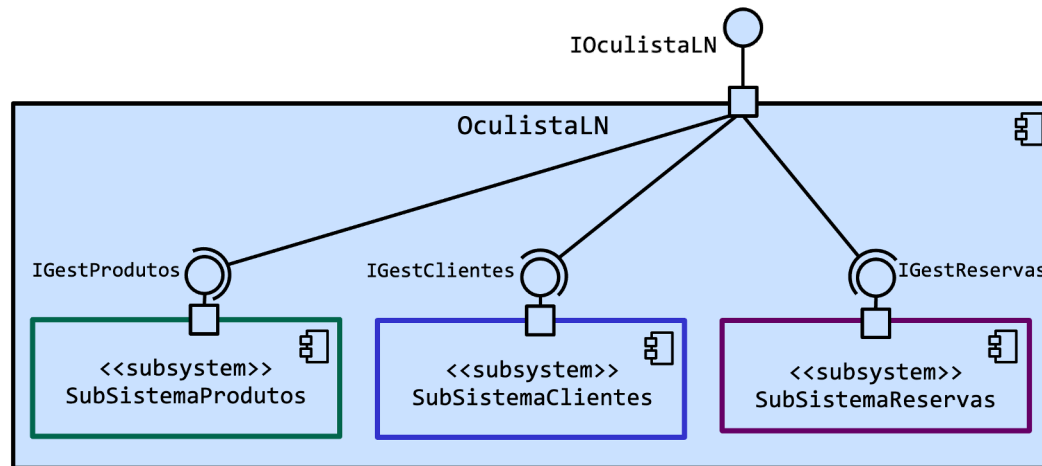 IOculistaLN
OculistaLN
IGestProdutos
IGestClientes
IGestReservas
<<subsystem>>
SubSistemaProdutos
<<subsystem>>
SubSistemaClientes
<<subsystem>>
SubSistemaReservas